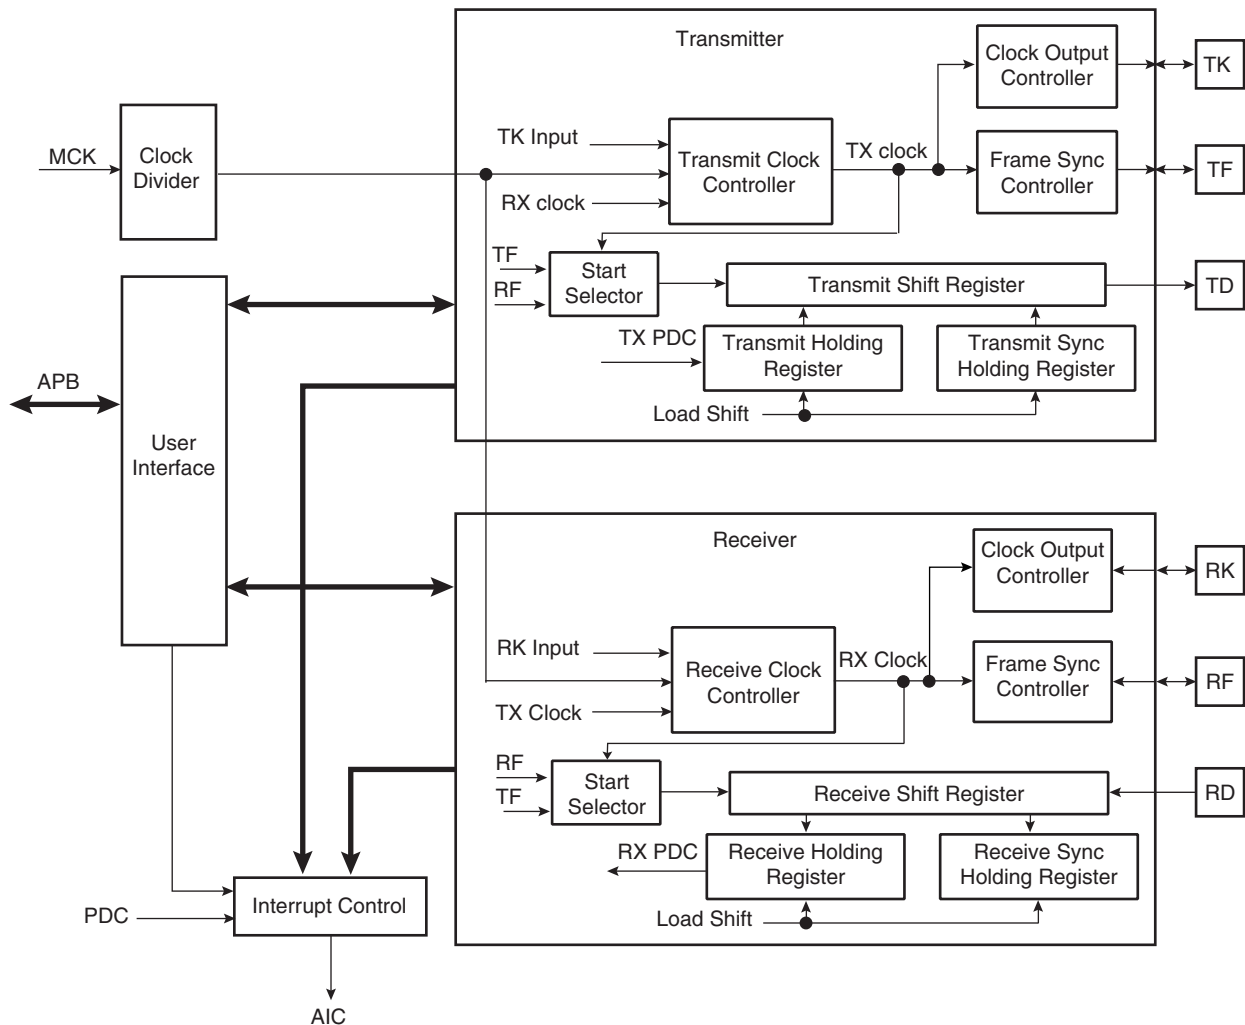 Transmitter
Clock Output
Controller
TK
MCK
Clock
Divider
TK Input
RX clock
Transmit Clock
Controller
TX clock
Frame Sync
Controller
TF
TF
RF
Start
Selector
Transmit Shift Register
TD
TX PDC
Transmit Holding
Register
Transmit Sync
Holding Register
Load Shift
APB
User
Interface
Receiver
Clock Output
Controller
RK
RK Input
TX Clock
Receive Clock
Controller
RX Clock
Frame Sync
Controller
RF
RF
TF
Start
Selector
Receive Shift Register
RD
RX PDC
Receive Holding
Register
Receive Sync
Holding Register
Load Shift
PDC
Interrupt Control
AIC